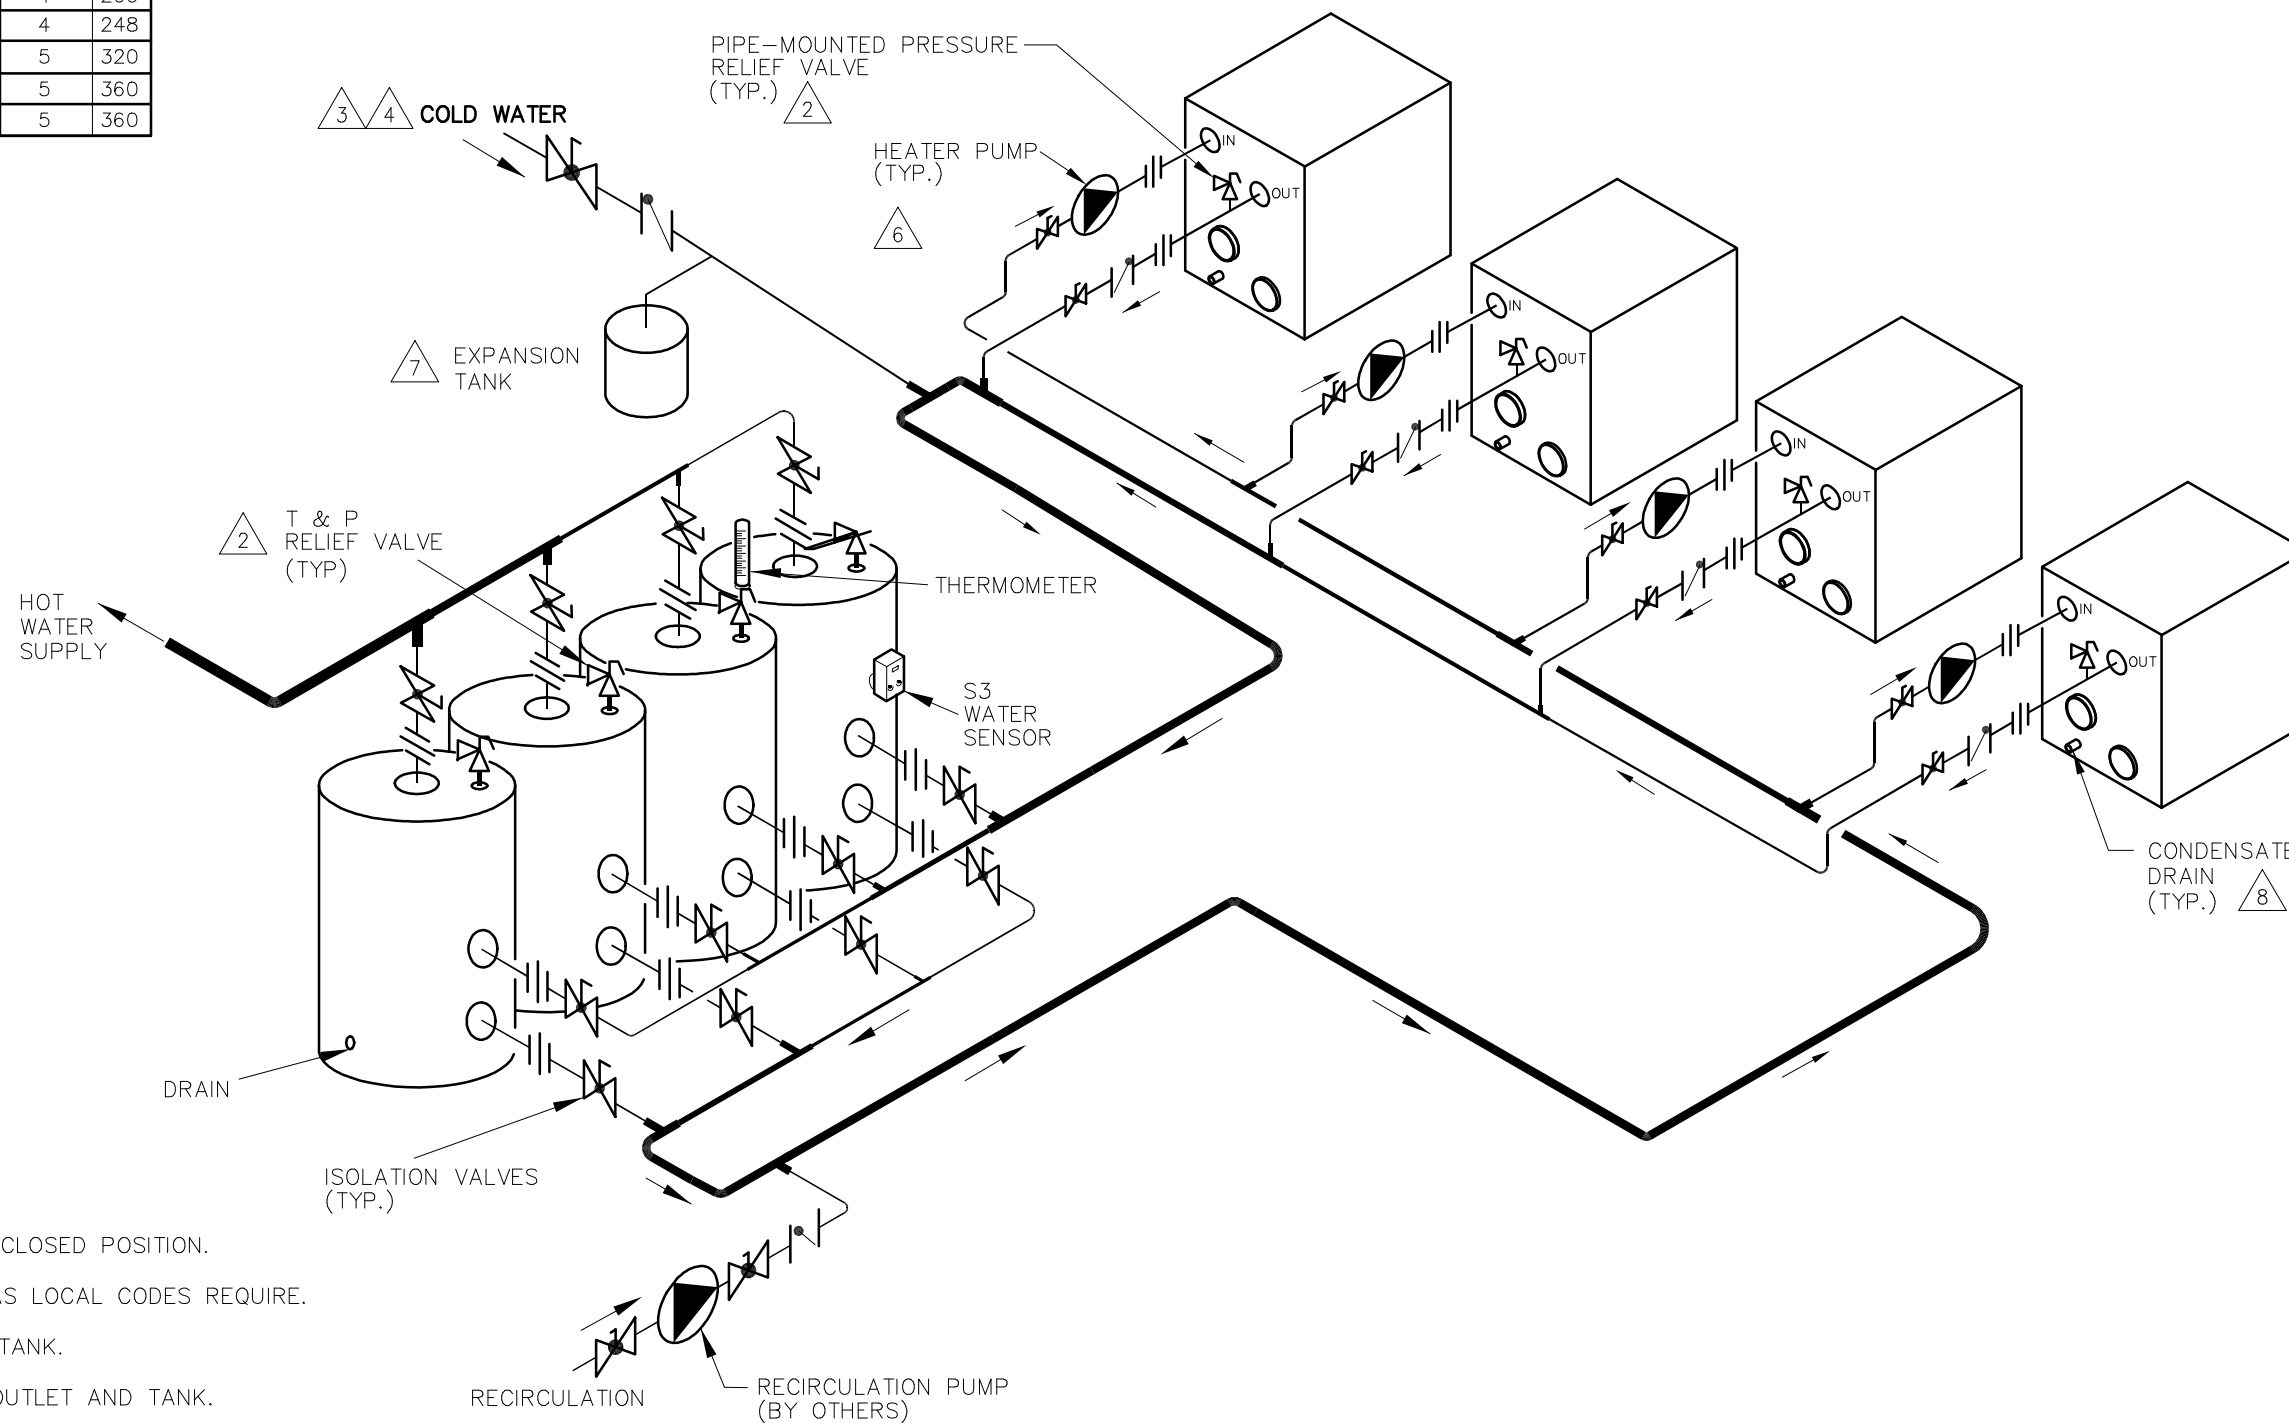 4 248
5 320
5 360
5 360
PIPE-MOUNTED PRESSURE
RELIEF VALVE
(TYP.) 2
3 4 COLD WATER
HEATER PUMP
(TYP.)
6
IN
OUT
7 EXPANSION
TANK
IN
OUT
IN
OUT
IN
OUT
2 T & P
RELIEF VALVE
(TYP)
THERMOMETER
HOT
WATER
SUPPLY
S3
WATER
SENSOR
CONDENSATE
DRAIN
(TYP.) 8
DRAIN
ISOLATION VALVES
(TYP.)
CLOSED POSITION.
AS LOCAL CODES REQUIRE.
TANK.
OUTLET AND TANK.
RECIRCULATION
RECIRCULATION PUMP
(BY OTHERS)